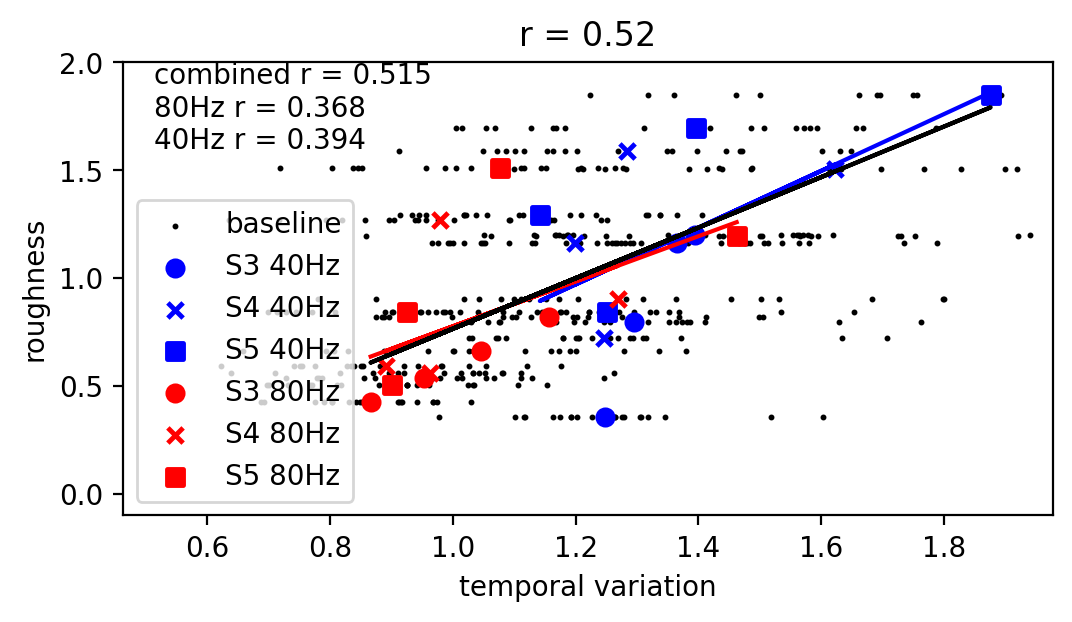 r = 0.52
combined r = 0.515
80Hz r = 0.368
40Hz r = 0.394
baseline
S3 40Hz
S4 40Hz
S5 40Hz
S3 80Hz
S4 80Hz
S5 80Hz
roughness
2.0
1.5
1.0
0.5
0.0
0.6 0.8 1.0 1.2 1.4 1.6 1.8
temporal variation